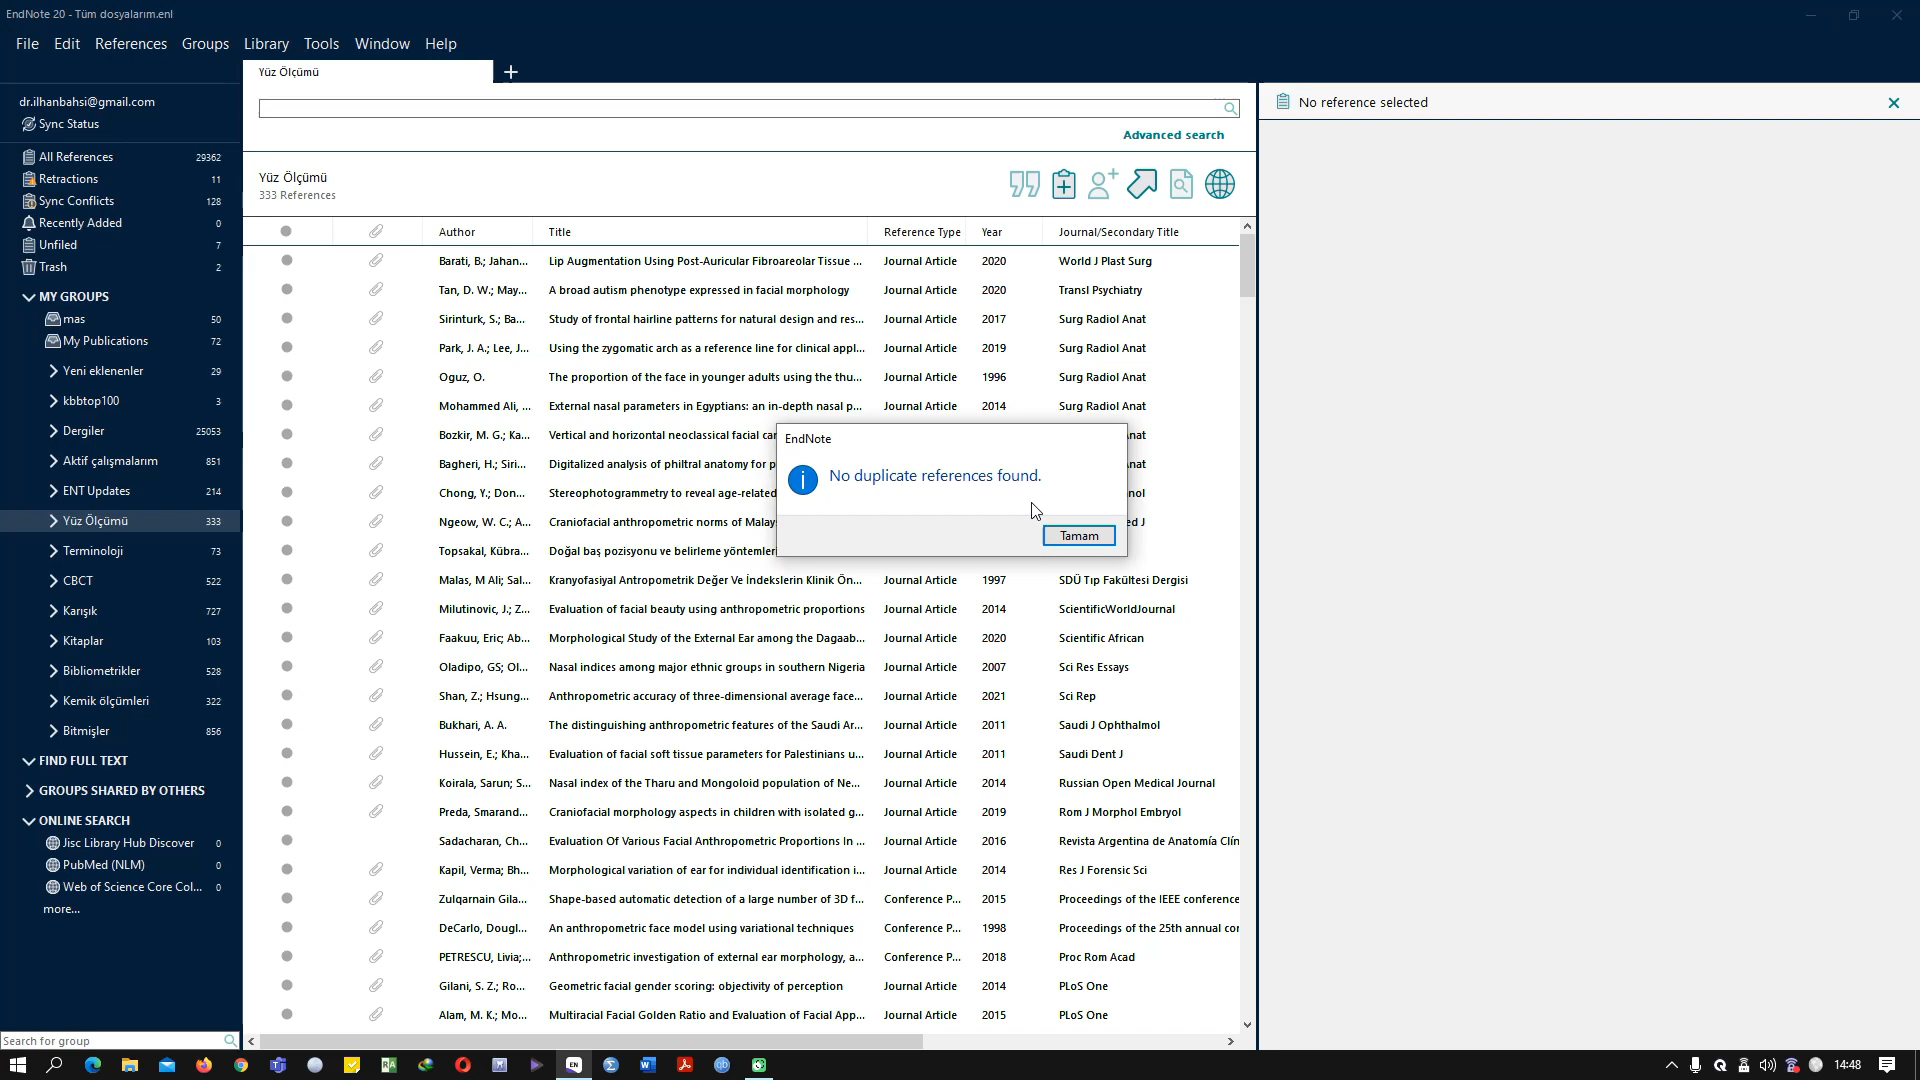 EndNote 20 - Tüm dosyalarım.enl
File Edit References Groups Library Tools Window Help
dr.ilhanbahsi@gmail.com
Sync Status
All References 29362
Retractions 11
Sync Conflicts 128
Recently Added 0
Unfiled 7
Trash 2
MY GROUPS
mas 50
My Publications 72
Yeni eklenenler 29
kbbtop100 3
Dergiler 25053
Aktif çalışmalarım 851
ENT Updates 214
Yüz Ölçümü 333
Terminoloji 73
CBCT 522
Karışık 727
Kitaplar 103
Bibliometrikler 528
Kemik ölçümleri 322
Bitmişler 856
FIND FULL TEXT
GROUPS SHARED BY OTHERS
ONLINE SEARCH
Jisc Library Hub Discover 0
PubMed (NLM) 0
Web of Science Core Col... 0
more...
Search for group
Yüz Ölçümü
Advanced search
Yüz Ölçümü
333 References
Author Title Reference Type Year Journal/Secondary Title
Barati, B.; Jahan... Lip Augmentation Using Post-Auricular Fibroareolar Tissue ... Journal Article 2020 World J Plast Surg
Tan, D. W.; May... A broad autism phenotype expressed in facial morphology Journal Article 2020 Transl Psychiatry
Sirinturk, S.; Ba... Study of frontal hairline patterns for natural design and res... Journal Article 2017 Surg Radiol Anat
Park, J. A.; Lee, J... Using the zygomatic arch as a reference line for clinical appl... Journal Article 2019 Surg Radiol Anat
Oguz, O. The proportion of the face in younger adults using the thu... Journal Article 1996 Surg Radiol Anat
Mohammed Ali, ... External nasal parameters in Egyptians: an in-depth nasal p... Journal Article 2014 Surg Radiol Anat
Bozkir, M. G.; Ka... Vertical and horizontal neoclassical facial ca nat
Bagheri, H.; Siri... Digitalized analysis of philtral anatomy for p nat
Chong, Y.; Don... Stereophotogrammetry to reveal age-related nol
Ngeow, W. C.; A... Craniofacial anthropometric norms of Malay ed J
Topsakal, Kübra... Doğal baş pozisyonu ve belirleme yöntemler
Malas, M Ali; Sal... Kranyofasiyal Antropometrik Değer Ve İndekslerin Klinik Ön... Journal Article 1997 SDÜ Tıp Fakültesi Dergisi
Milutinovic, J.; Z... Evaluation of facial beauty using anthropometric proportions Journal Article 2014 ScientificWorldJournal
Faakuu, Eric; Ab... Morphological Study of the External Ear among the Dagaab... Journal Article 2020 Scientific African
Oladipo, GS; Ol... Nasal indices among major ethnic groups in southern Nigeria Journal Article 2007 Sci Res Essays
Shan, Z.; Hsung... Anthropometric accuracy of three-dimensional average face... Journal Article 2021 Sci Rep
Bukhari, A. A. The distinguishing anthropometric features of the Saudi Ar... Journal Article 2011 Saudi J Ophthalmol
Hussein, E.; Kha... Evaluation of facial soft tissue parameters for Palestinians u... Journal Article 2011 Saudi Dent J
Koirala, Sarun; S... Nasal index of the Tharu and Mongoloid population of Ne... Journal Article 2014 Russian Open Medical Journal
Preda, Smarand... Craniofacial morphology aspects in children with isolated g... Journal Article 2019 Rom J Morphol Embryol
Sadacharan, Ch... Evaluation Of Various Facial Anthropometric Proportions In ... Journal Article 2016 Revista Argentina de Anatomía Clín
Kapil, Verma; Bh... Morphological variation of ear for individual identification i... Journal Article 2014 Res J Forensic Sci
Zulqarnain Gila... Shape-based automatic detection of a large number of 3D f... Conference P... 2015 Proceedings of the IEEE conference
DeCarlo, Dougl... An anthropometric face model using variational techniques Conference P... 1998 Proceedings of the 25th annual cor
PETRESCU, Livia;... Anthropometric investigation of external ear morphology, a... Conference P... 2018 Proc Rom Acad
Gilani, S. Z.; Ro... Geometric facial gender scoring: objectivity of perception Journal Article 2014 PLoS One
Alam, M. K.; Mo... Multiracial Facial Golden Ratio and Evaluation of Facial App... Journal Article 2015 PLoS One
EndNote
No duplicate references found.
Tamam
No reference selected
14:48